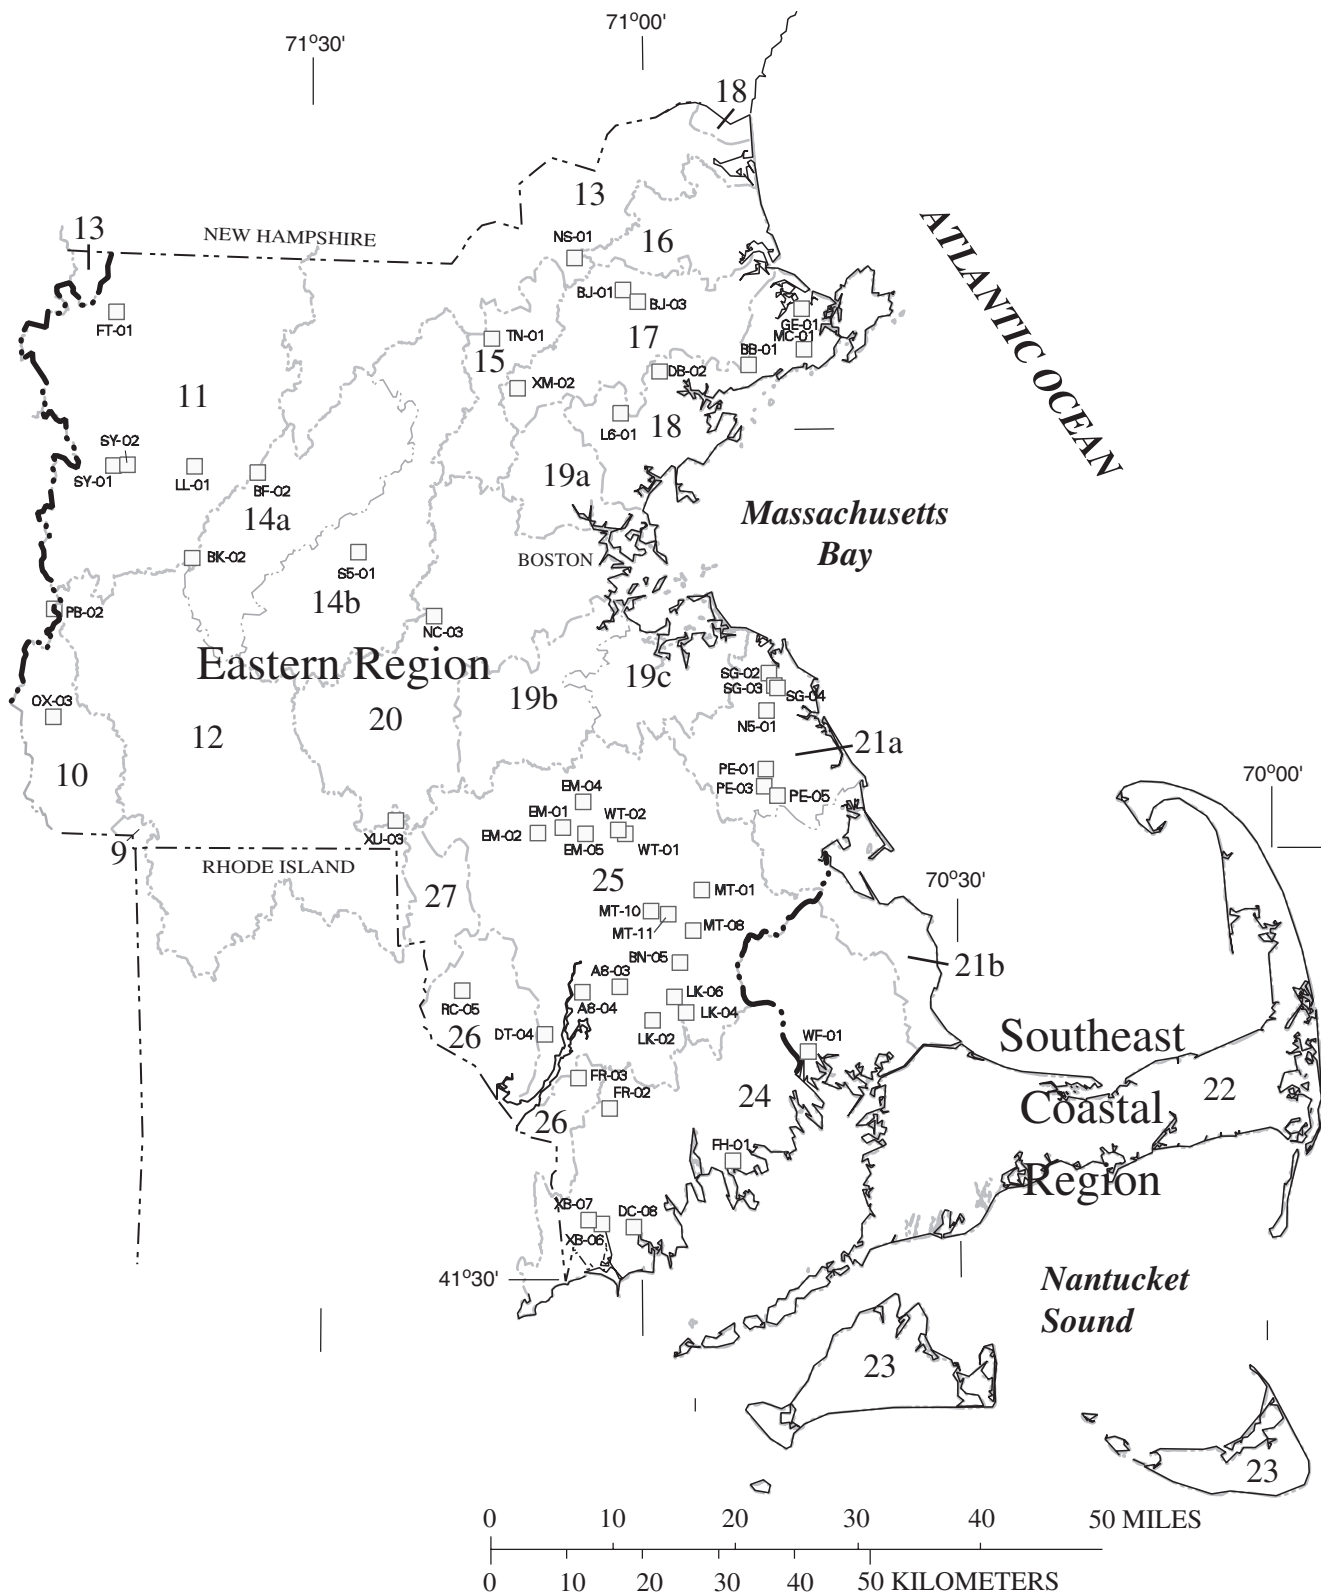 71°00'
71°30'
18
13
13
NEW HAMPSHIRE
NS-01
16
ATLANTIC OCEAN
BJ-01
BJ-03
FT-01
GE-01
TN-01
17
MC-01
15
BB-01
DB-02
XM-02
11
L6-01
18
SY-02
SY-01
LL-01
BF-02
19a
14a
Massachusetts
Bay
BK-02
S5-01
BOSTON
14b
PB-02
NC-03
Eastern Region
19c
SG-02
SG-03
SG-04
19b
OX-03
N5-01
20
12
21a
10
PE-01
PE-03
PE-05
70°00'
EM-04
EM-01
WT-02
EM-02
XU-03
EM-05
WT-01
9
RHODE ISLAND
25
27
70°30'
MT-01
MT-10
MT-11
MT-08
BN-05
21b
A8-03
LK-06
RC-05
A8-04
LK-04
26
DT-04
LK-02
WF-01
Southeast
FR-03
FR-02
24
22
Coastal
26
FH-01
Region
XB-07
DC-08
XB-06
41°30'
Nantucket
Sound
23
23
0 10 20 30 40 50 MILES
0 10 20 30 40 50 KILOMETERS